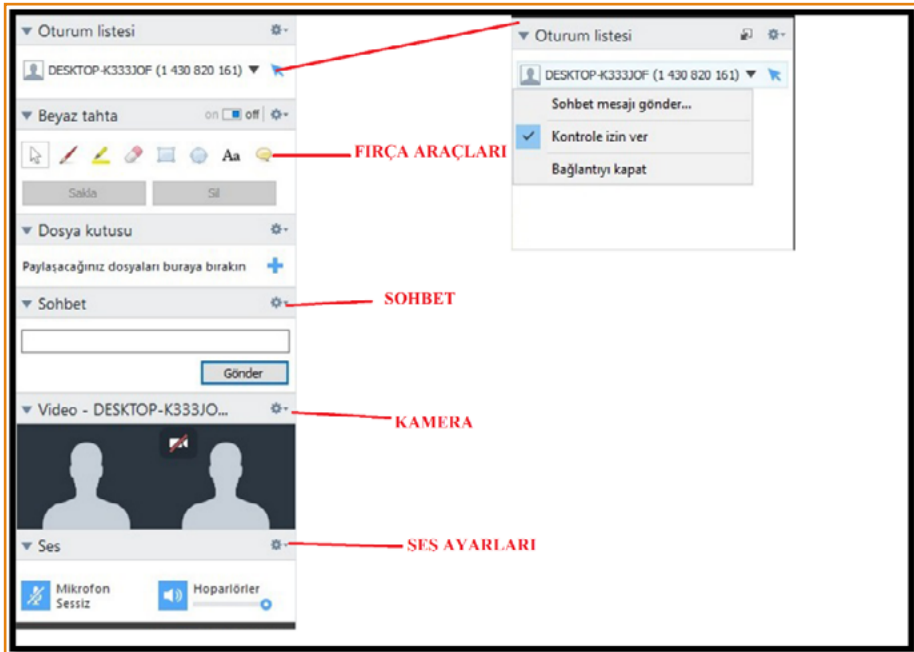 Oturum listesi
DESKTOP-K333JOF (1 430 820 161)
Beyaz tahta
on off
Aa
Sakla
Sil
Dosya kutusu
Paylaşacağınız dosyaları buraya bırakın
Sohbet
Gönder
Video - DESKTOP-K333JO...
Ses
Mikrofon
Sessiz
Hoparlörler
FIRÇA ARAÇLARI
SOHBET
KAMERA
SES AYARLARI
Oturum listesi
DESKTOP-K333JOF (1 430 820 161)
Sohbet mesajı gönder...
Kontrole izin ver
Bağlantıyı kapat